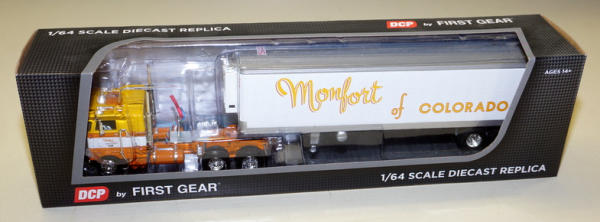 1/64 SCALE DIECAST REPLICA
DCP by FIRST GEAR®
AGES 14+
Monfort of COLORADO
DCP by FIRST GEAR®
1/64 SCALE DIECAST REPLICA